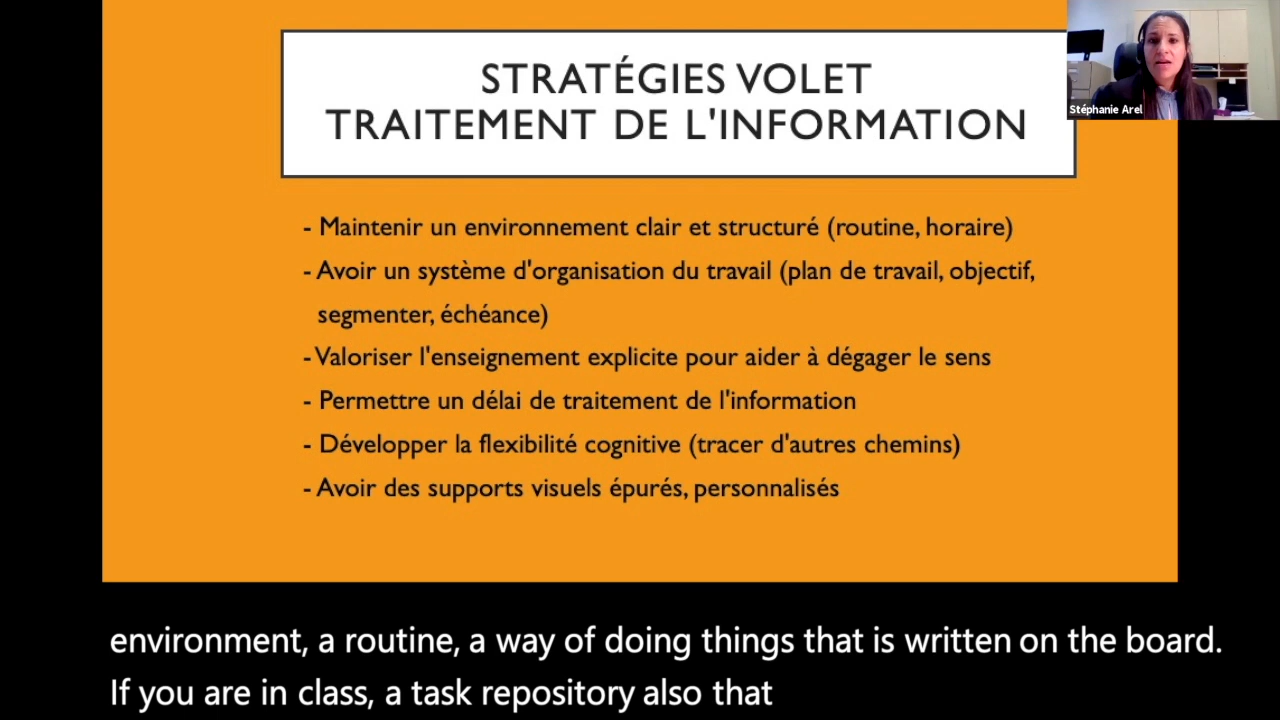 STRATÉGIES VOLET
TRAITEMENT DE L'INFORMATION
Stéphanie Arel
- Maintenir un environnement clair et structuré (routine, horaire)
- Avoir un système d'organisation du travail (plan de travail, objectif,
segmenter, échéance)
- Valoriser l'enseignement explicite pour aider à dégager le sens
- Permettre un délai de traitement de l'information
- Développer la flexibilité cognitive (tracer d'autres chemins)
- Avoir des supports visuels épurés, personnalisés
environment, a routine, a way of doing things that is written on the board.
If you are in class, a task repository also that